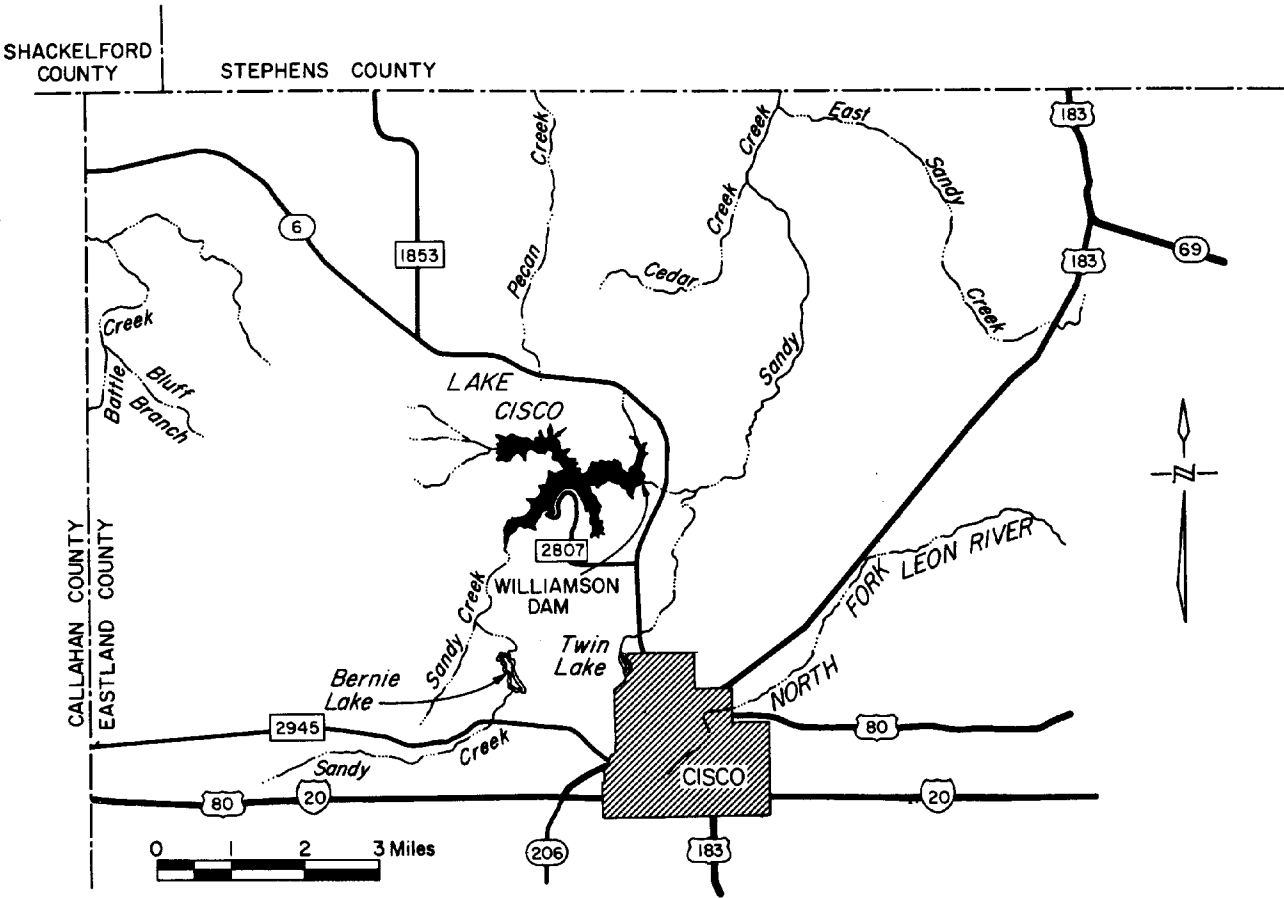 SHACKELFORD
COUNTY
STEPHENS COUNTY
183
East
Creek
Creek
Sandy
Creek
6
1853
Pecan
Cedar
183
69
Creek
Creek
Battle
Bluff
Branch
Sandy
LAKE
CISCO
N
CALLAHAN COUNTY
EASTLAND COUNTY
2807
WILLIAMSON
DAM
Sandy Creek
NORTH FORK LEON RIVER
Twin
Lake
Bernie
Lake
2945
Sandy Creek
80
CISCO
80
20
20
206
183
0 1 2 3 Miles